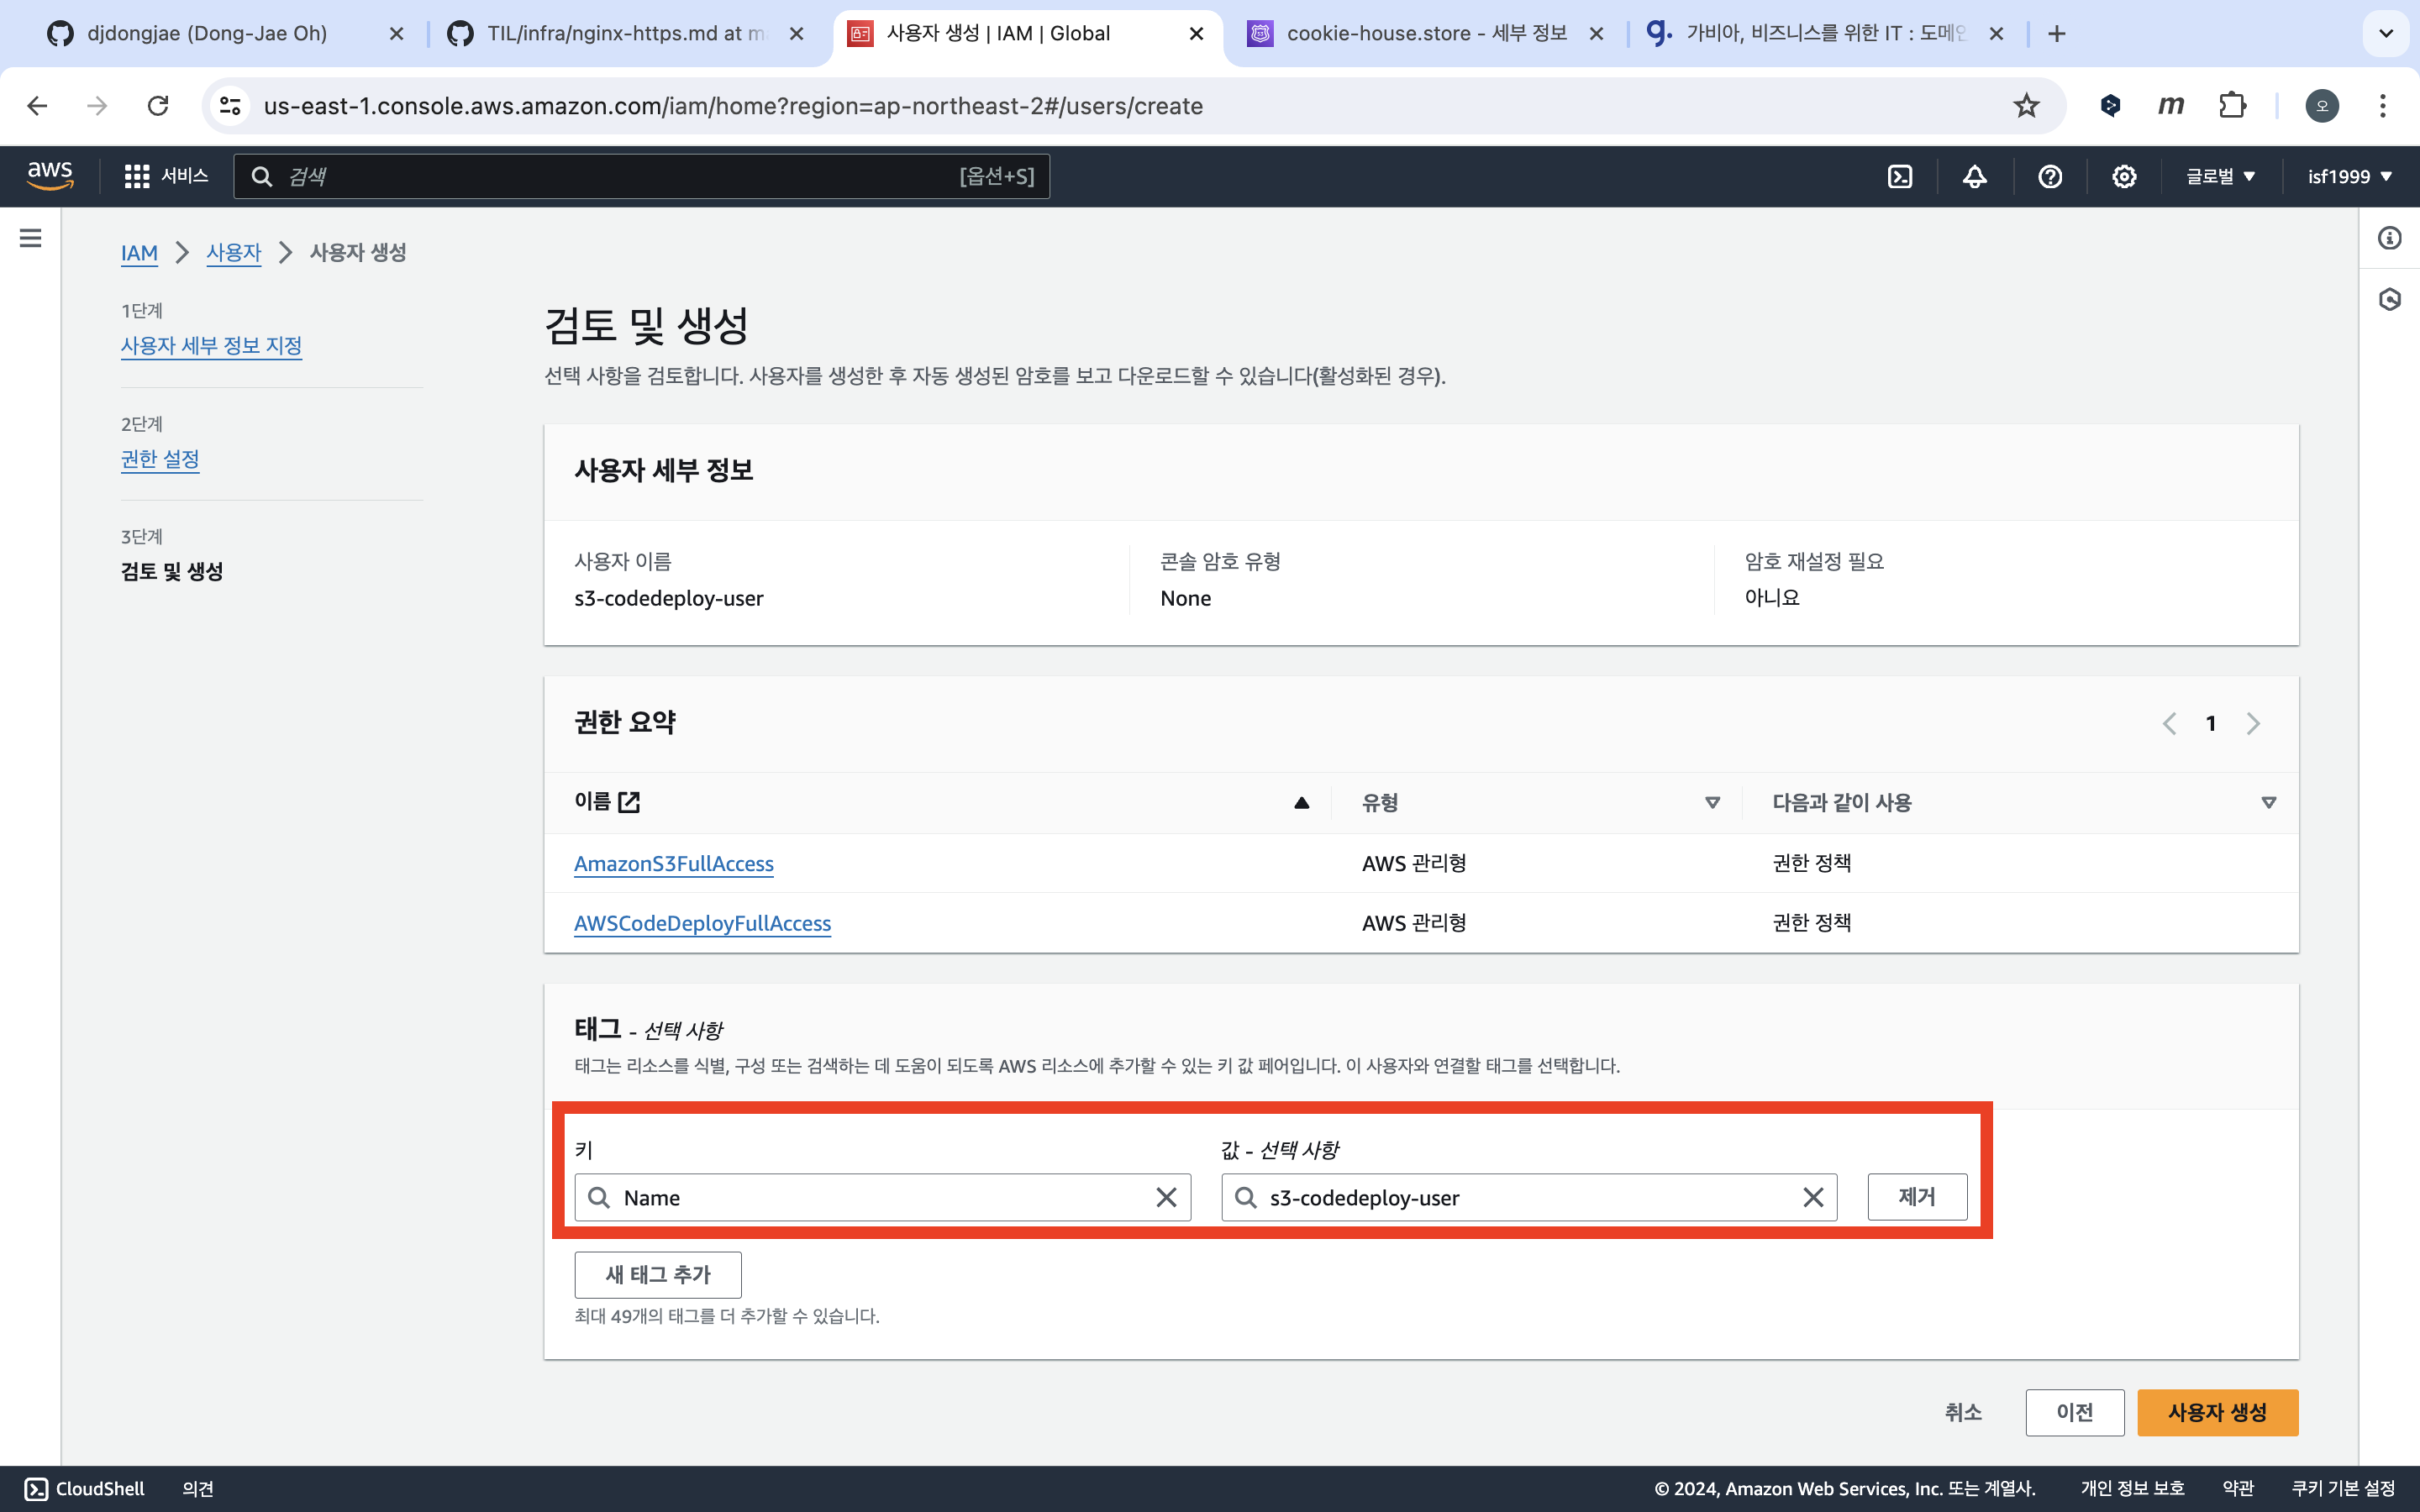 djdongjae (Dong-Jae Oh)
TIL/infra/nginx-https.md at m
사용자 생성 | IAM | Global
cookie-house.store - 세부 정보
가비아, 비즈니스를 위한 IT : 도메인
us-east-1.console.aws.amazon.com/iam/home?region=ap-northeast-2#/users/create
m
오
aws
서비스
검색
[옵션+S]
글로벌
isf1999
IAM
사용자
사용자 생성
1단계
사용자 세부 정보 지정
2단계
권한 설정
3단계
검토 및 생성
검토 및 생성
선택 사항을 검토합니다. 사용자를 생성한 후 자동 생성된 암호를 보고 다운로드할 수 있습니다(활성화된 경우).
사용자 세부 정보
사용자 이름
s3-codedeploy-user
콘솔 암호 유형
None
암호 재설정 필요
아니요
권한 요약
1
이름
유형
다음과 같이 사용
AmazonS3FullAccess
AWS 관리형
권한 정책
AWSCodeDeployFullAccess
AWS 관리형
권한 정책
태그 - 선택 사항
태그는 리소스를 식별, 구성 또는 검색하는 데 도움이 되도록 AWS 리소스에 추가할 수 있는 키 값 페어입니다. 이 사용자와 연결할 태그를 선택합니다.
키
값 - 선택 사항
Name
s3-codedeploy-user
제거
새 태그 추가
최대 49개의 태그를 더 추가할 수 있습니다.
취소
이전
사용자 생성
CloudShell
의견
© 2024, Amazon Web Services, Inc. 또는 계열사.
개인 정보 보호
약관
쿠키 기본 설정